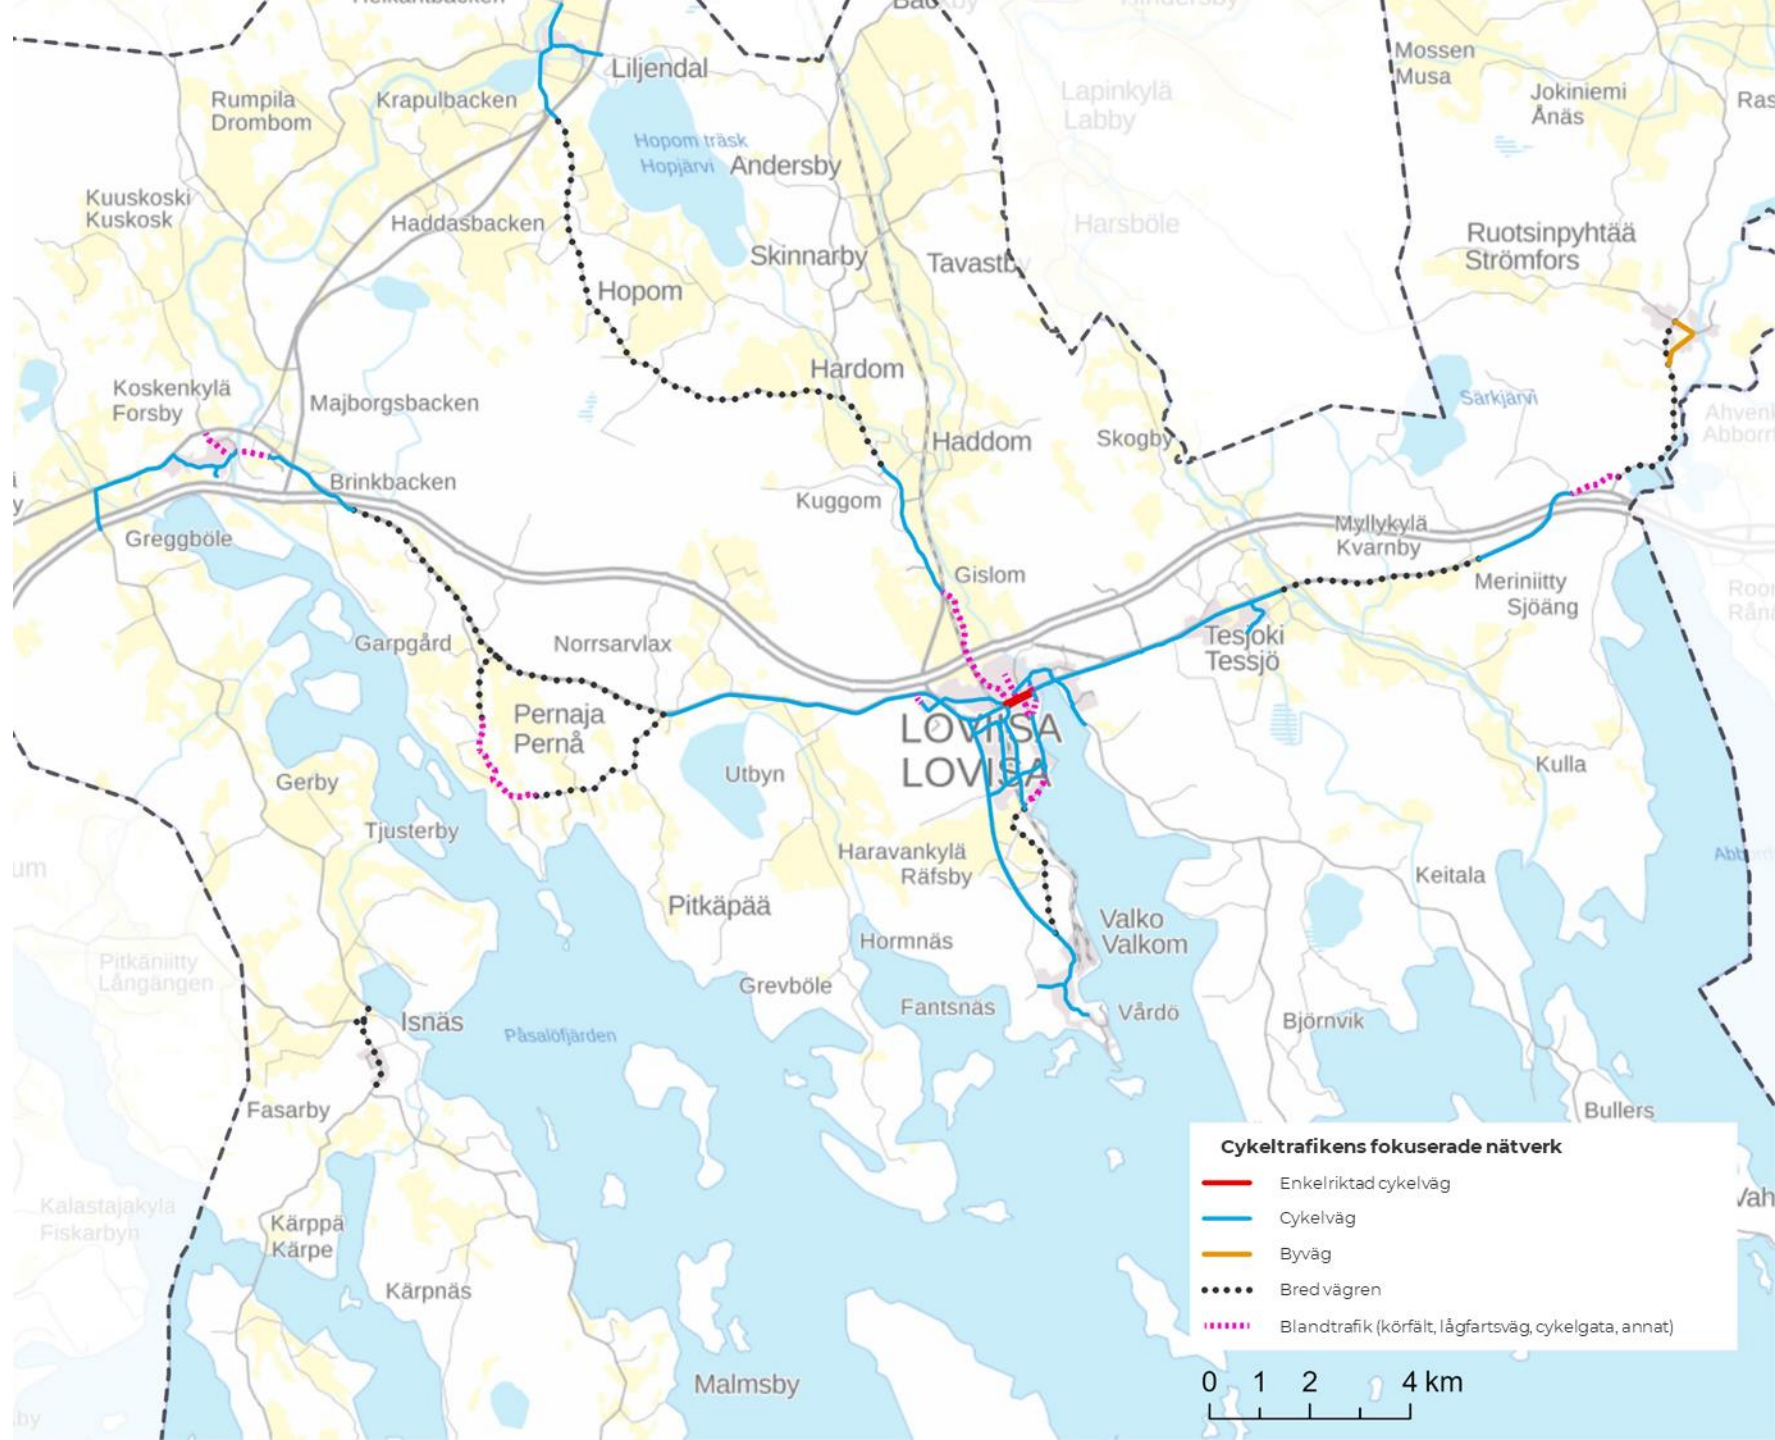 Liljendal
Rumpila
Drombom
Krapulbacken
Hopom träsk
Hopjärvi
Andersby
Lapinkylä
Labby
Mossen
Musa
Jokiniemi
Ånäs
Kuuskoski
Kuskosk
Haddasbacken
Skinnarby
Tavastby
Harsböle
Ruotsinpyhtää
Strömfors
Hopom
Koskenkylä
Forsby
Majborgsbacken
Hardom
Haddom
Skogby
Särkjärvi
Brinkbacken
Kuggom
Greggböle
Myllykylä
Kvarnby
Gislom
Meriniitty
Sjöäng
Garpgård
Norrsarvlax
Tesjoki
Tessjö
Pernaja
Pernå
LOVIISA
LOVISA
Utbyn
Gerby
Kulla
Tjusterby
Haravankylä
Räfsby
Keitala
Pitkäpää
Valko
Valkom
Hormnäs
Pitkäniitty
Långängen
Grevböle
Fantsnäs
Vårdö
Isnäs
Påsalöfjärden
Björnvik
Fasarby
Bullers
Kalastajakylä
Fiskarbyn
Kärppä
Kärpe
Kärpnäs
Malmsby
Cykeltrafikens fokuserade nätverk
Enkelriktad cykelväg
Cykelväg
Byväg
Bred vägren
Blandtrafik (körfält, lågfartsväg, cykelgata, annat)
0 1 2 4 km